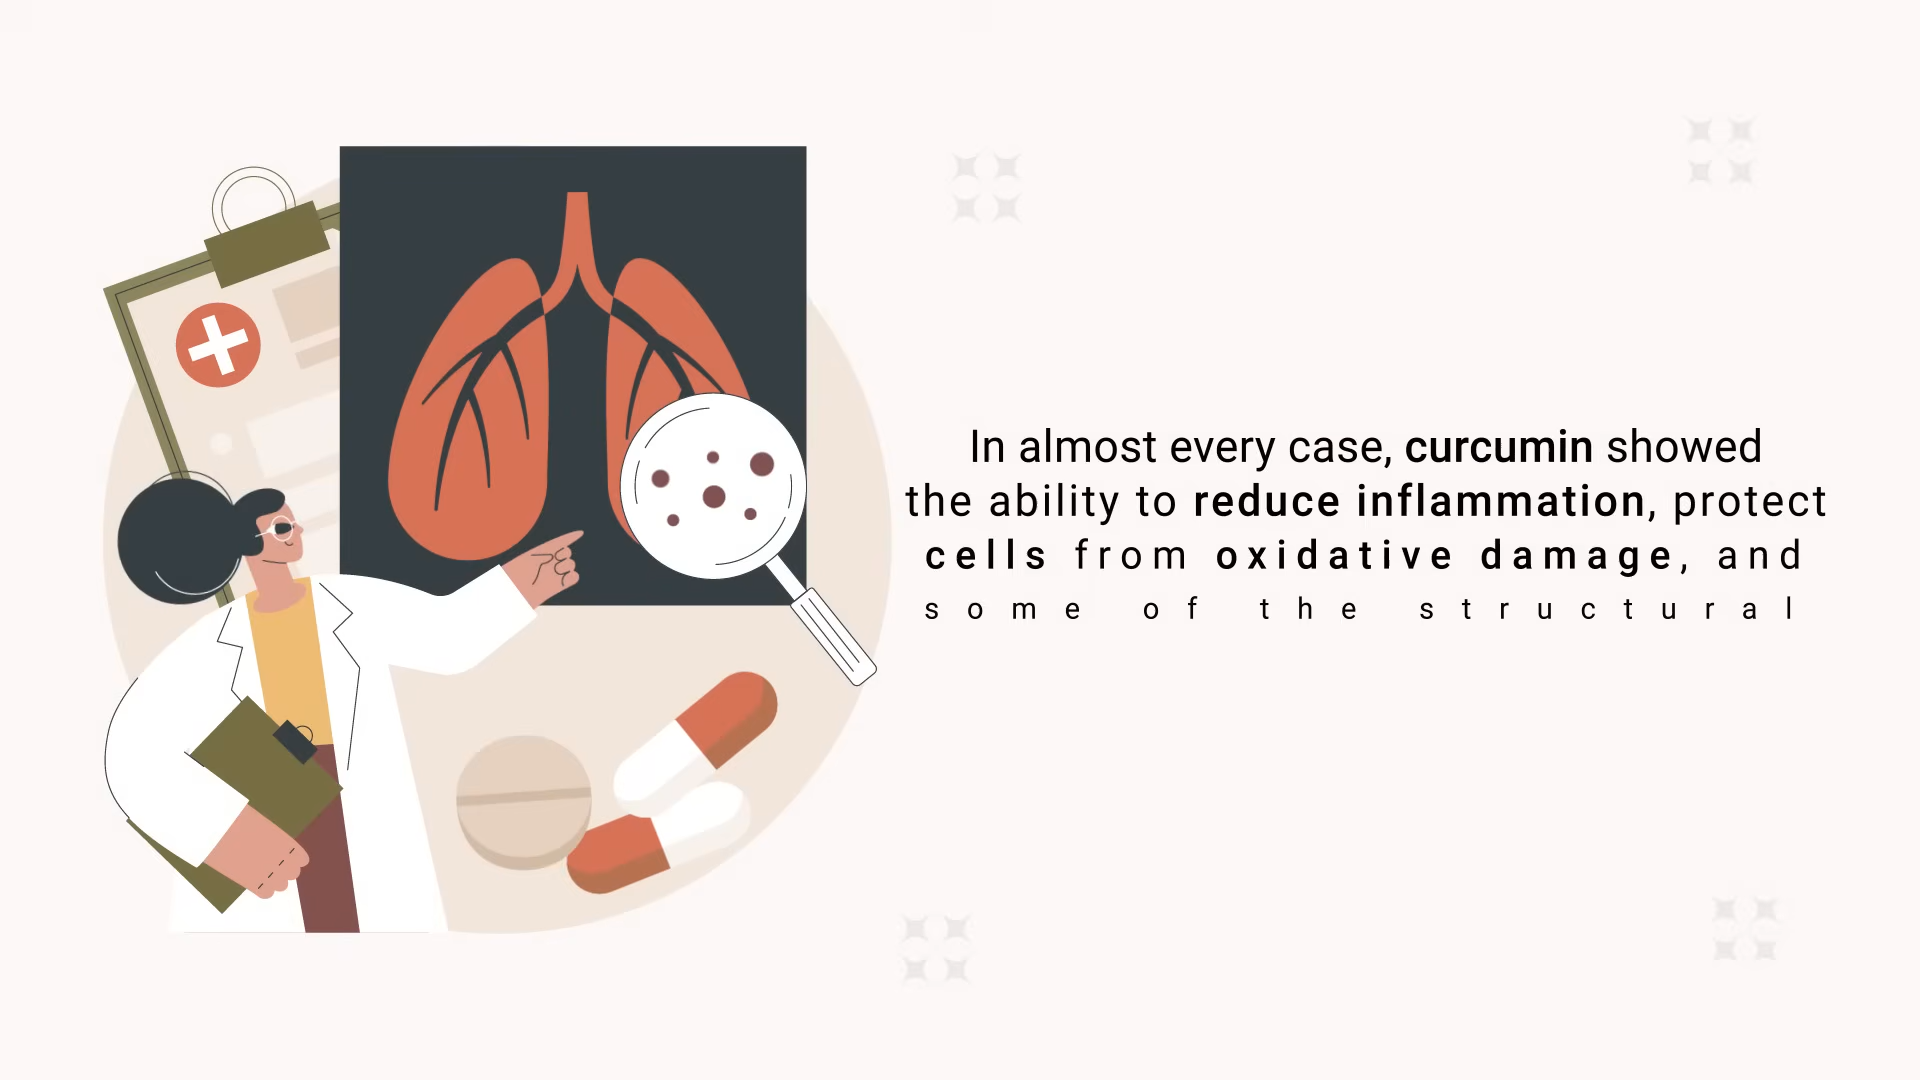 In almost every case, curcumin showed
the ability to reduce inflammation, protect
cells from oxidative damage, and
some of the structural